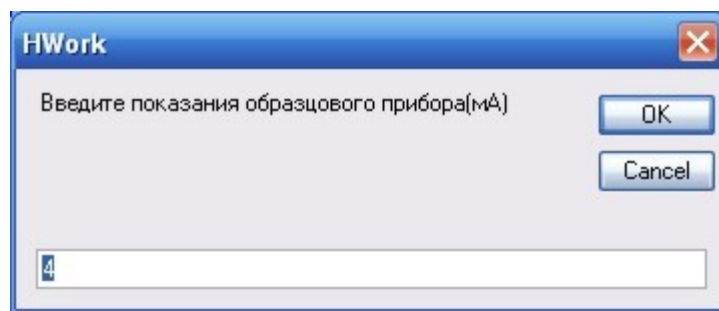 HWork
Введите показания образцового прибора(мА)
OK
Cancel
4